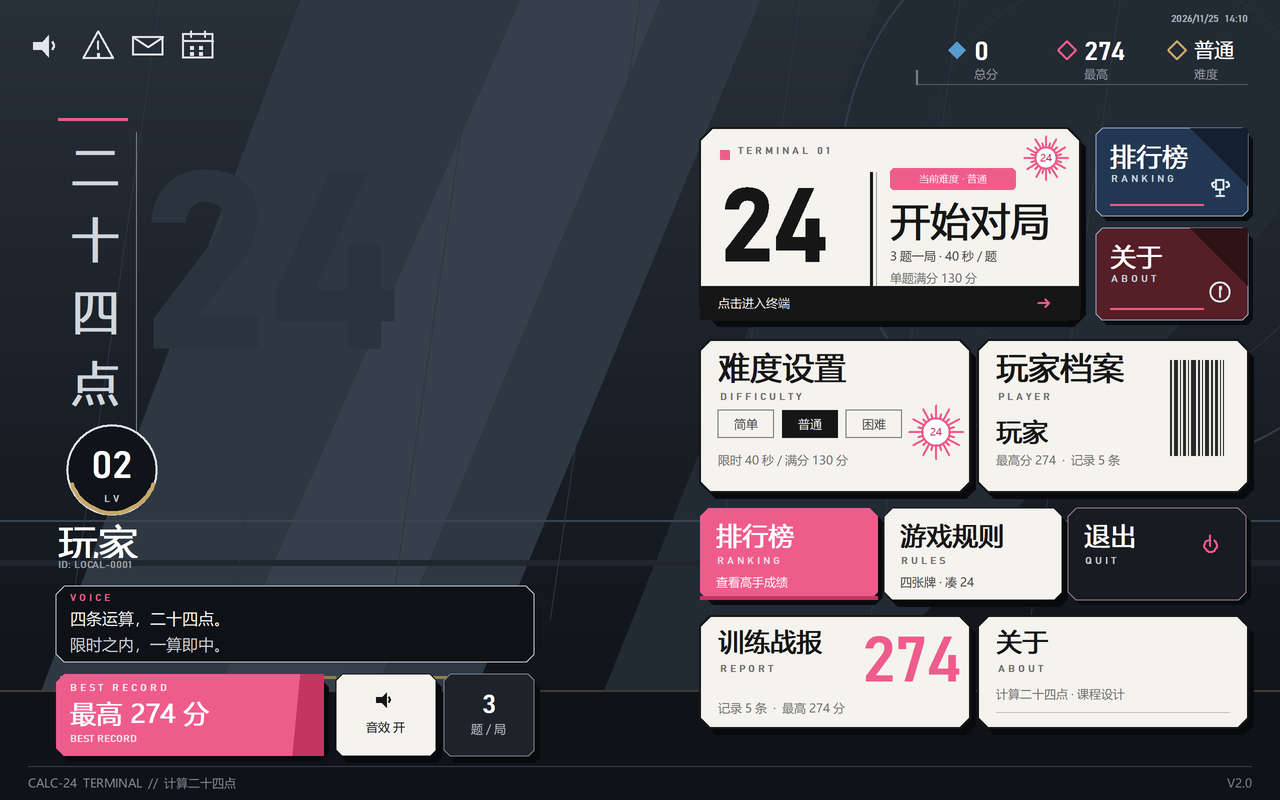 2026/11/25 14:10
0
总分
274
最高
普通
难度
二十四点
24
02
LV
玩家
ID: LOCAL-0001
VOICE
四条运算，二十四点。
限时之内，一算即中。
BEST RECORD
最高 274 分
BEST RECORD
音效 开
3
题 / 局
TERMINAL 01
24
24
当前难度 · 普通
开始对局
3 题一局 · 40 秒 / 题
单题满分 130 分
点击进入终端 →
排行榜
RANKING
关于
ABOUT
难度设置
DIFFICULTY
简单 普通 困难
24
限时 40 秒 / 满分 130 分
玩家档案
PLAYER
玩家
最高分 274 · 记录 5 条
排行榜
RANKING
查看高手成绩
游戏规则
RULES
四张牌 · 凑 24
退出
QUIT
训练战报
REPORT
274
记录 5 条 · 最高 274 分
关于
ABOUT
计算二十四点 · 课程设计
CALC-24 TERMINAL // 计算二十四点
V2.0